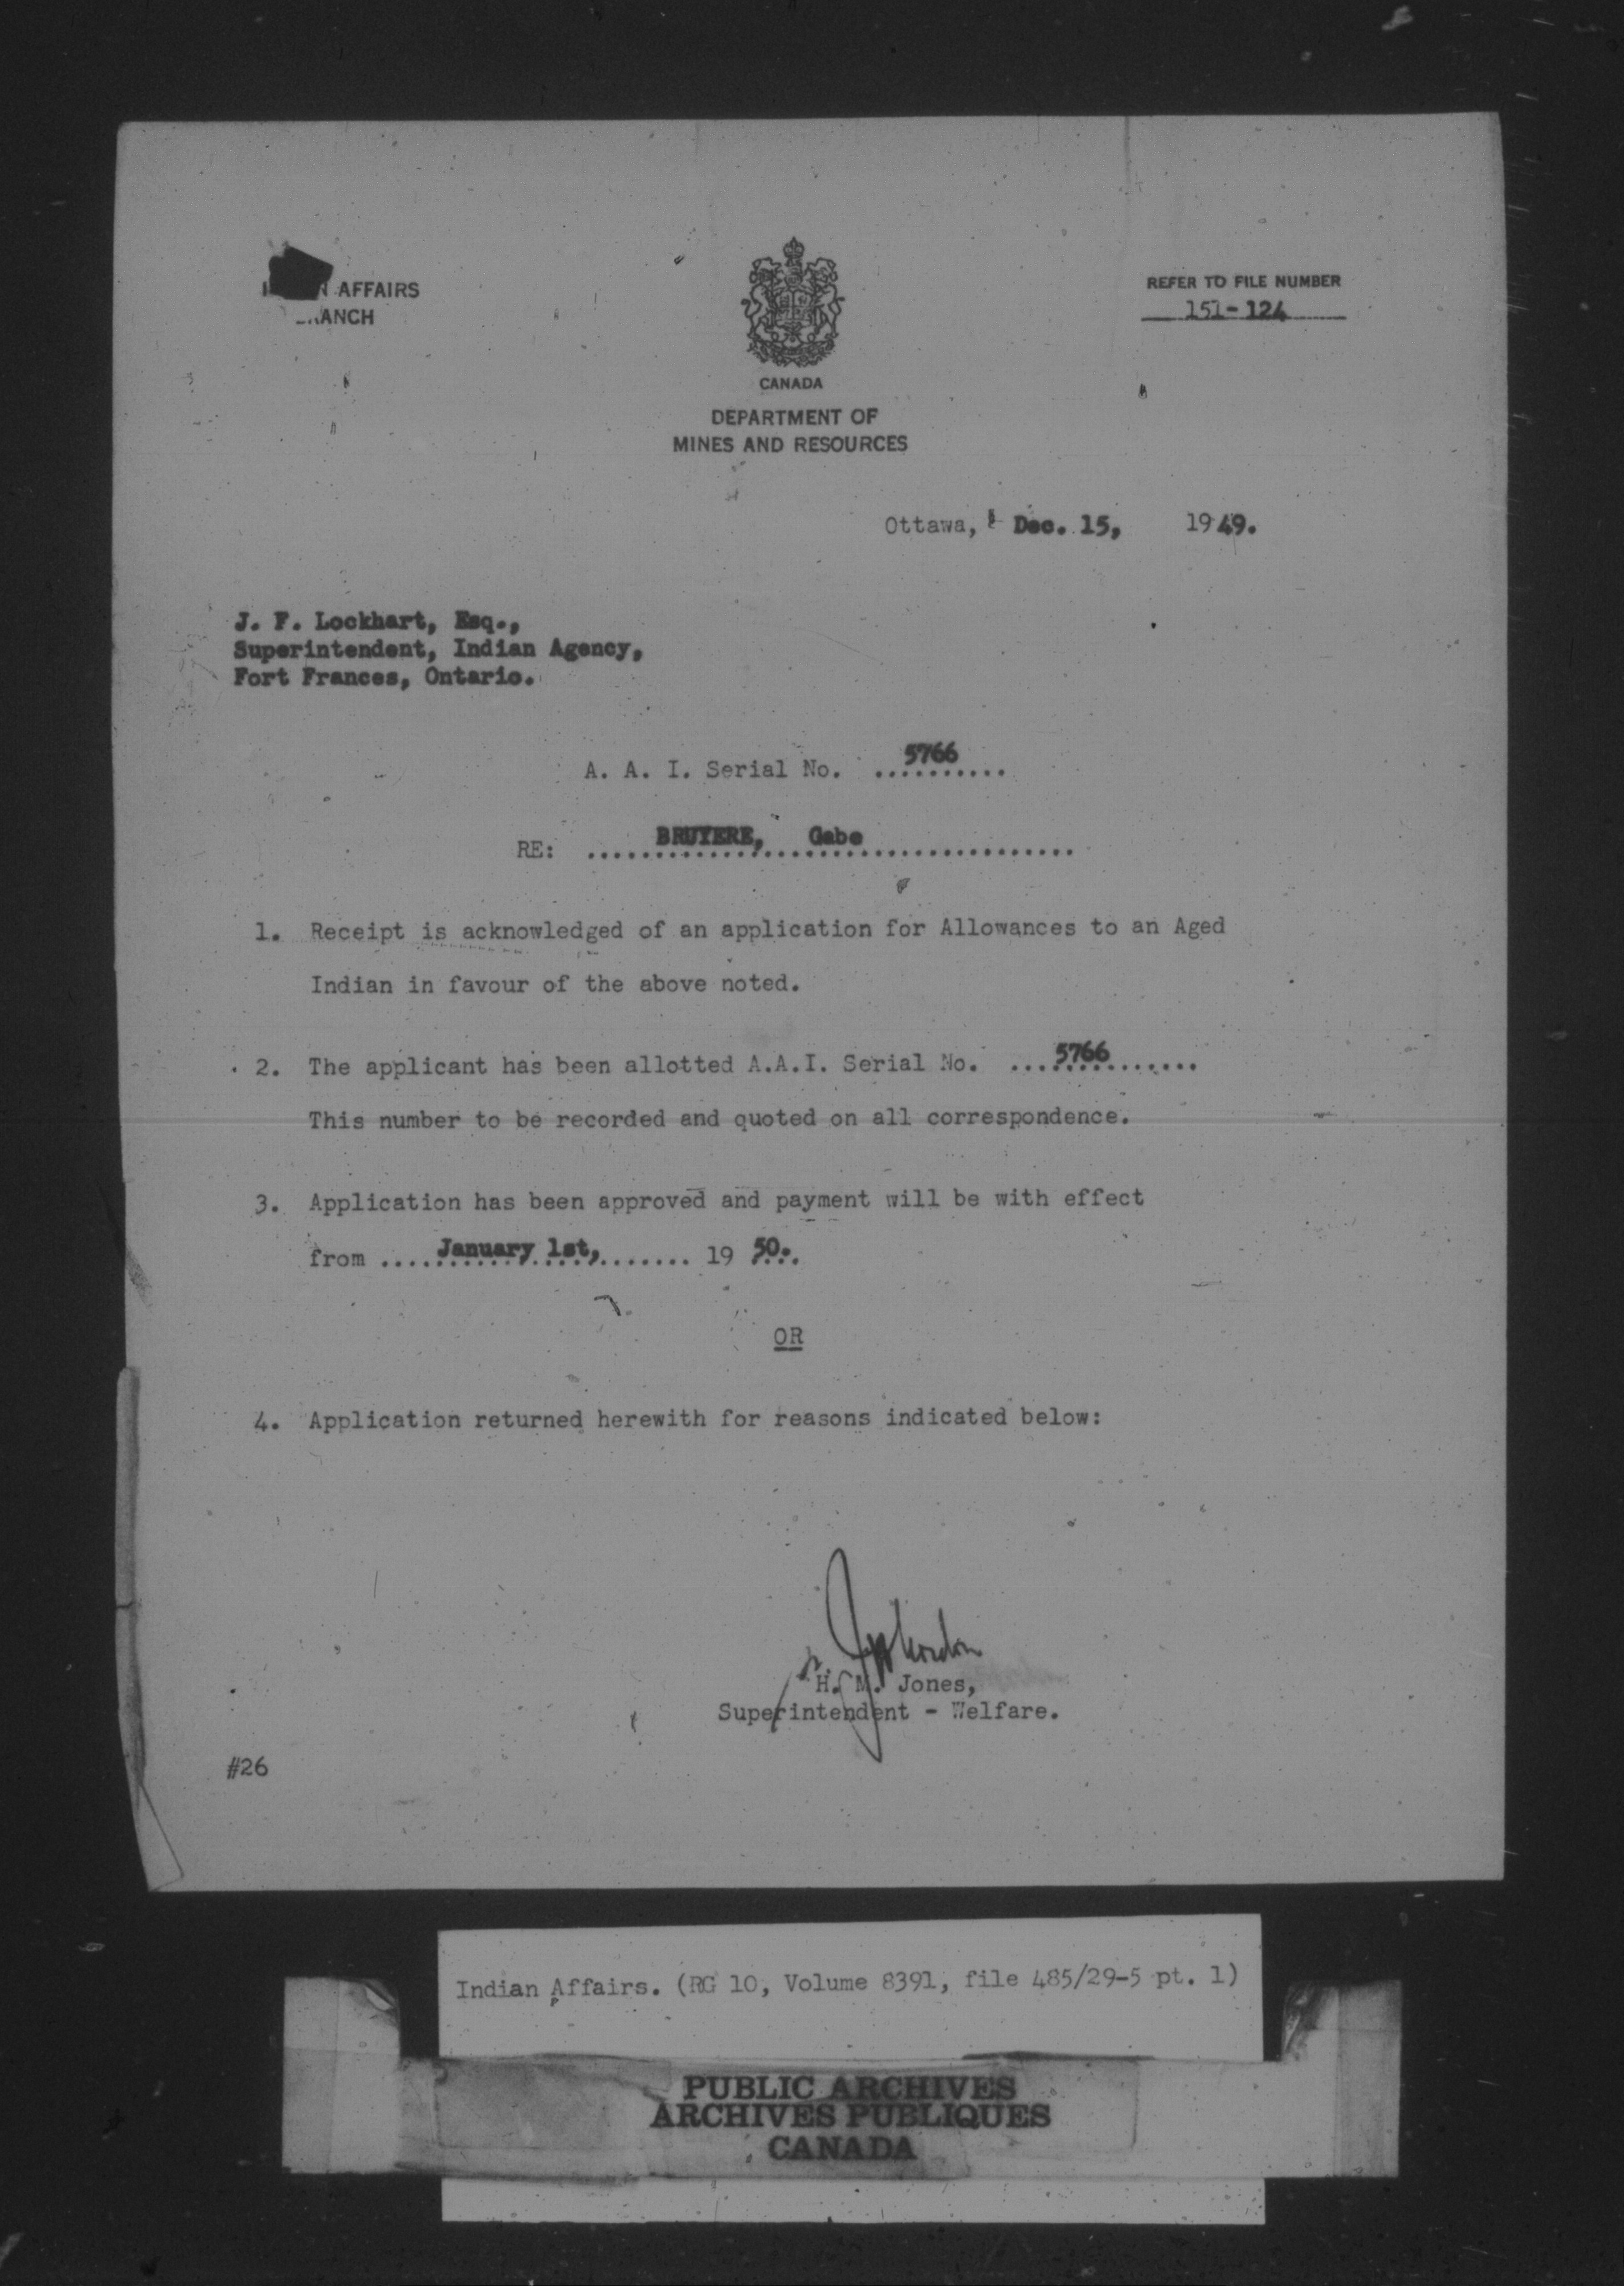 AFFAIRS
REFER TO FILE NUMBER
151-124
CANADA
DEPARTMENT OF
MINES AND RESOURCES
Ottawa, Dec. 15, 1949.
J. F. Lockhart, Esq.,
Superintendent, Indian Agency,
Fort Frances, Ontario.
A. A. I. Serial No. 5766 ..........
RE: BRUYERE, Gabe ....................................
1. Receipt is acknowledged of an application for Allowances to an Aged
Indian in favour of the above noted.
2. The applicant has been allotted A.A.I. Serial No. ....5766..............
This number to be recorded and quoted on all correspondence.
3. Application has been approved and payment will be with effect
from ....January 1st,....... 19 50.
OR
4. Application returned herewith for reasons indicated below:
H. M. Jones,
Superintendent - Welfare.
#26
Indian Affairs. (RG 10, Volume 8391, file 485/29-5 pt. 1)
PUBLIC ARCHIVES
ARCHIVES PUBLIQUES
CANADA